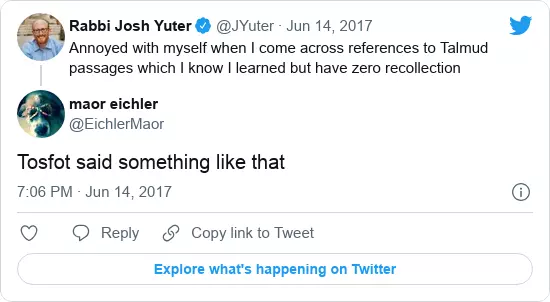 Rabbi Josh Yuter @JYuter · Jun 14, 2017
Annoyed with myself when I come across references to Talmud
passages which I know I learned but have zero recollection
maor eichler
@EichlerMaor
Tosfot said something like that
7:06 PM · Jun 14, 2017
Reply Copy link to Tweet
Explore what's happening on Twitter